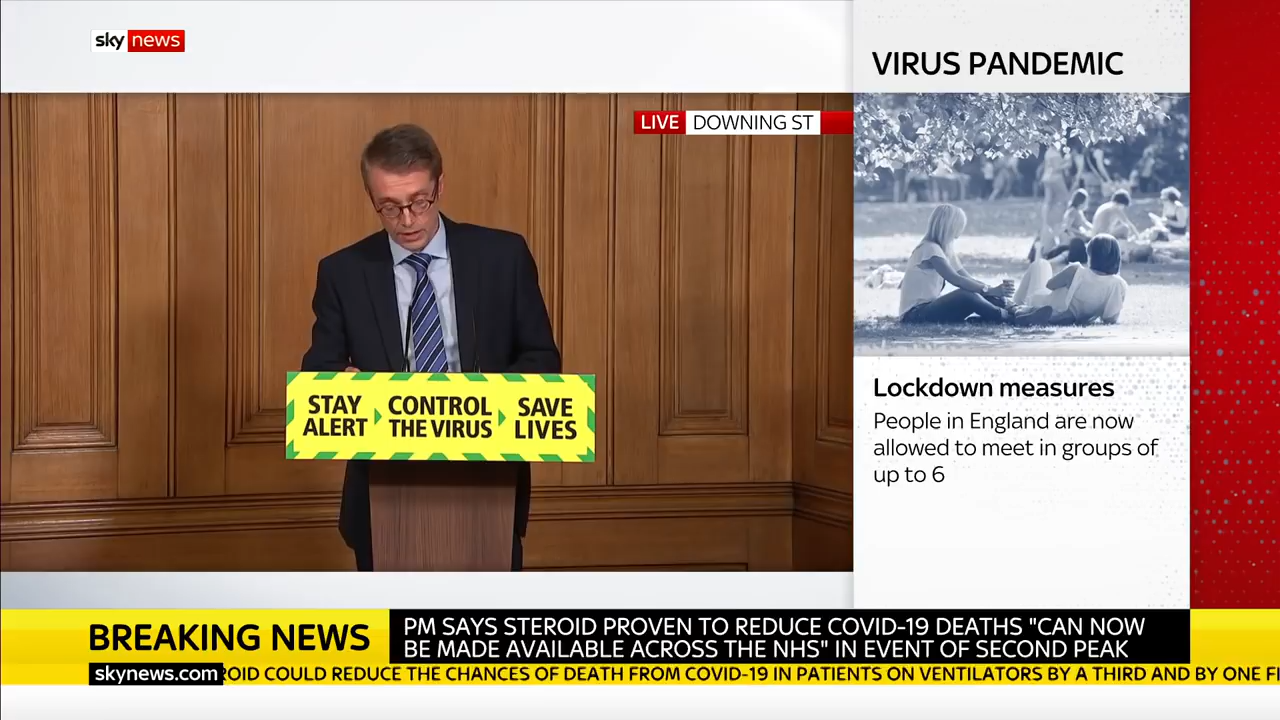 sky news
VIRUS PANDEMIC
LIVE DOWNING ST
STAY ALERT
CONTROL THE VIRUS
SAVE LIVES
Lockdown measures
People in England are now
allowed to meet in groups of
up to 6
BREAKING NEWS
PM SAYS STEROID PROVEN TO REDUCE COVID-19 DEATHS "CAN NOW
BE MADE AVAILABLE ACROSS THE NHS" IN EVENT OF SECOND PEAK
skynews.com
ROID COULD REDUCE THE CHANCES OF DEATH FROM COVID-19 IN PATIENTS ON VENTILATORS BY A THIRD AND BY ONE FI